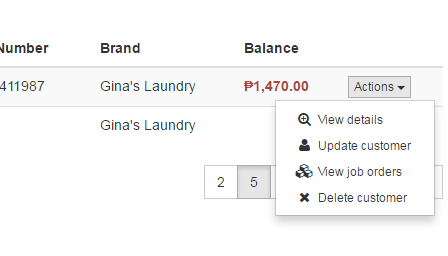 Number Brand Balance
411987 Gina's Laundry ₱1,470.00 Actions
View details
Gina's Laundry
Update customer
View job orders
2 5
Delete customer